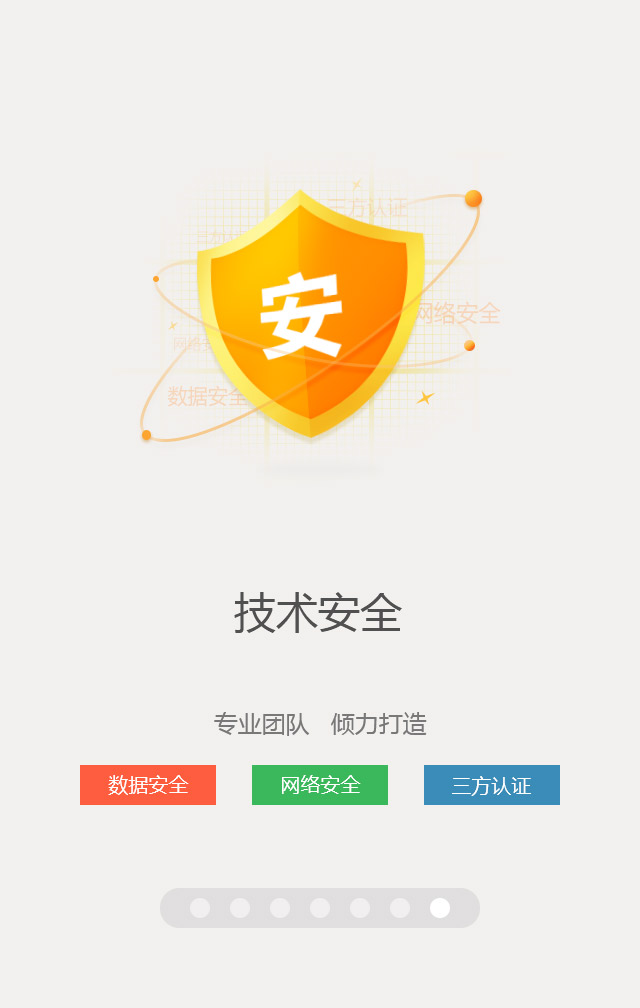 三方认证
安
网络安全
网络安
数据安全
技术安全
专业团队 倾力打造
数据安全
网络安全
三方认证